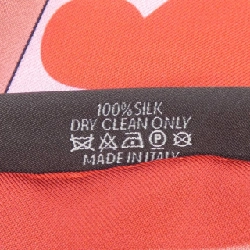 100% SILK
DRY CLEAN ONLY
MADE IN ITALY